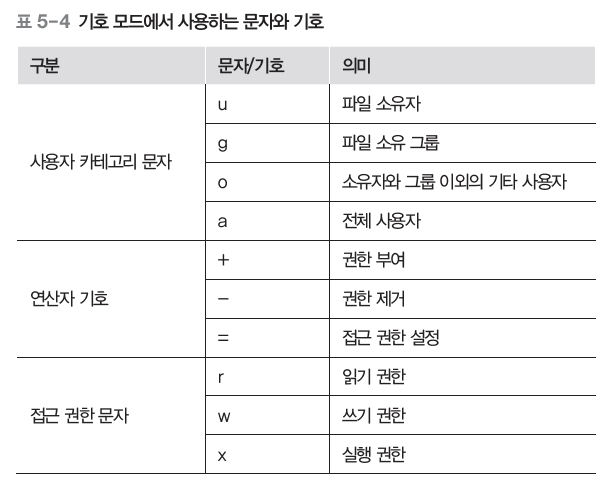 표 5-4 기호 모드에서 사용하는 문자와 기호
구분 문자/기호 의미
사용자 카테고리 문자
u 파일 소유자
g 파일 소유 그룹
o 소유자와 그룹 이외의 기타 사용자
a 전체 사용자
연산자 기호
+ 권한 부여
- 권한 제거
= 접근 권한 설정
접근 권한 문자
r 읽기 권한
w 쓰기 권한
x 실행 권한